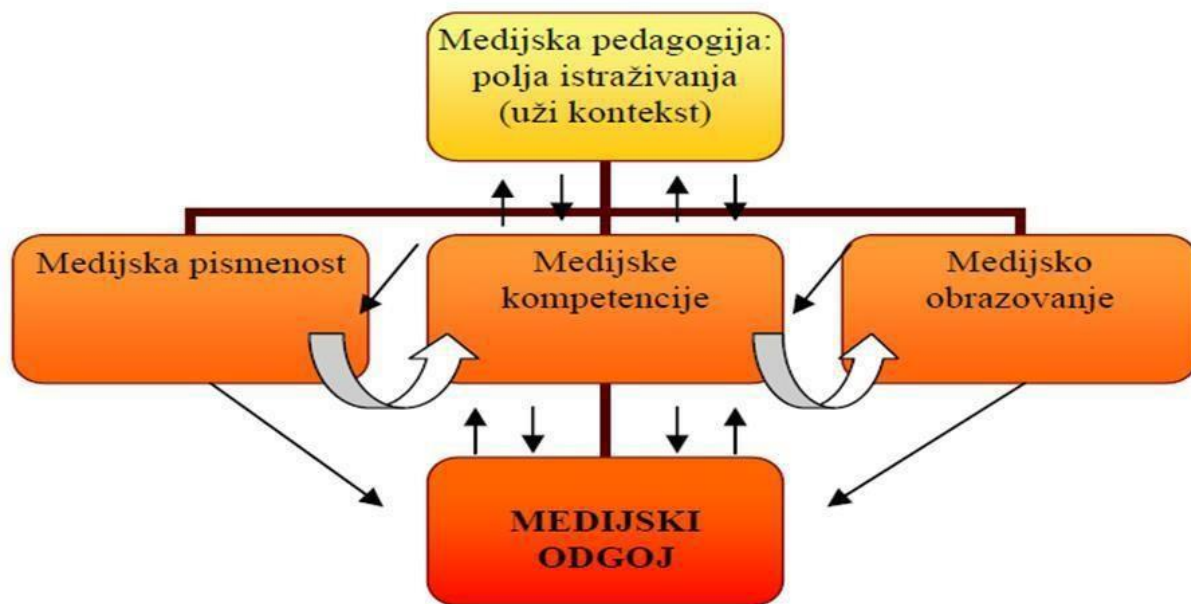 Medijska pedagogija:
polja istraživanja
(uži kontekst)
Medijska pismenost
Medijske
kompetencije
Medijsko
obrazovanje
MEDIJSKI
ODGOJ